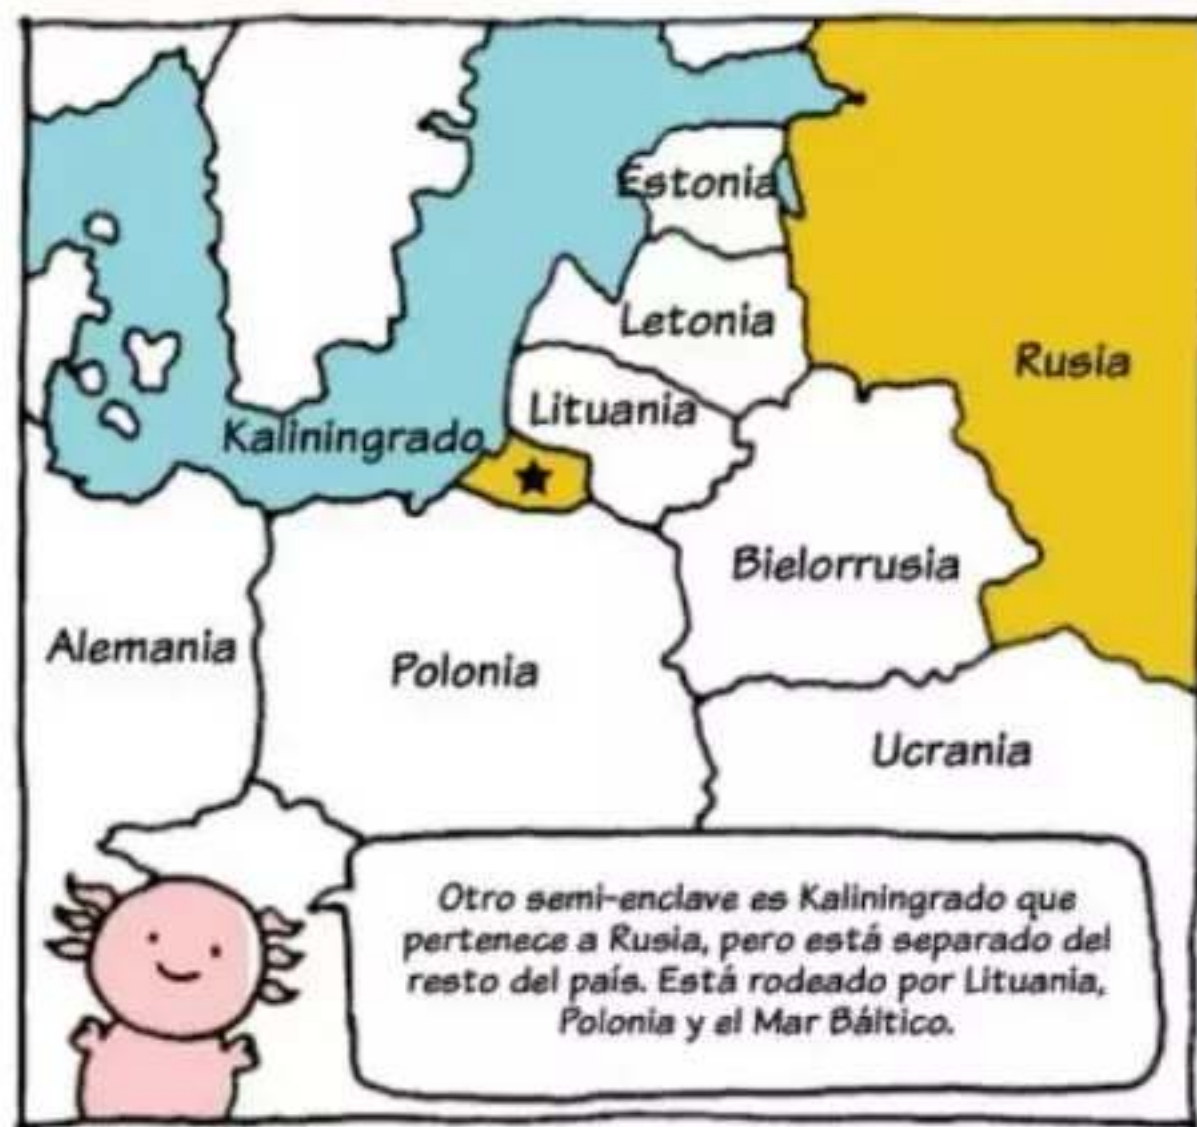 Estonia
Letonia
Rusia
Lituania
Kaliningrado
Bielorrusia
Alemania
Polonia
Ucrania
Otro semi-enclave es Kaliningrado que
pertenece a Rusia, pero está separado del
resto del país. Está rodeado por Lituania,
Polonia y el Mar Báltico.